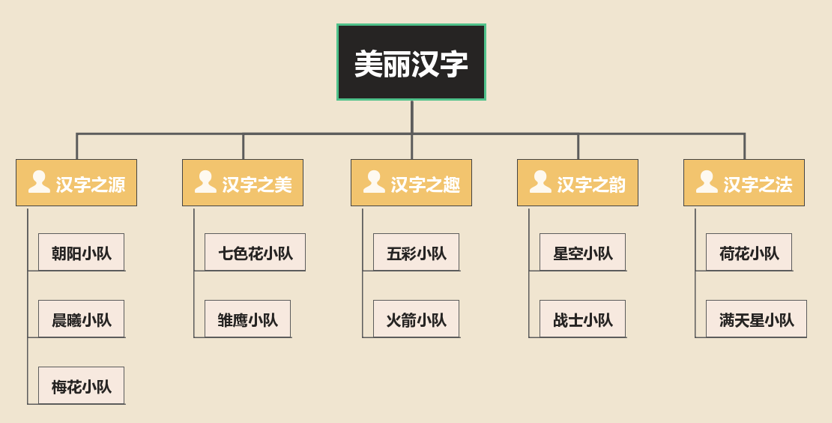 美丽汉字
汉字之源
汉字之美
汉字之趣
汉字之韵
汉字之法
朝阳小队
七色花小队
五彩小队
星空小队
荷花小队
晨曦小队
雏鹰小队
火箭小队
战士小队
满天星小队
梅花小队